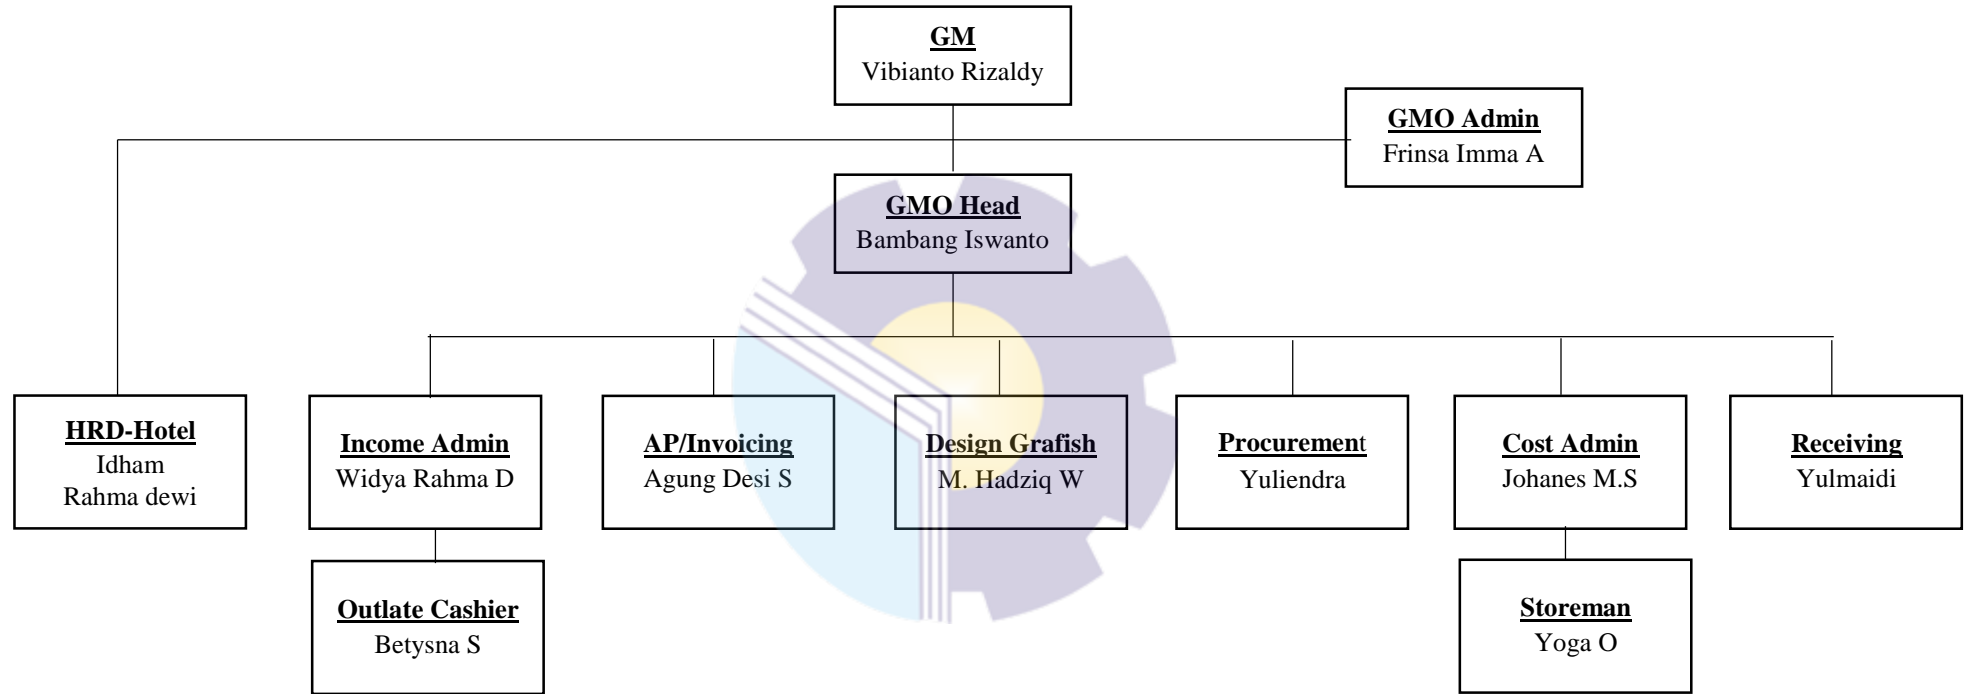 GM
Vibianto Rizaldy
GMO Admin
Frinsa Imma A
GMO Head
Bambang Iswanto
HRD-Hotel
Idham
Rahma dewi
Income Admin
Widya Rahma D
AP/Invoicing
Agung Desi S
Design Grafish
M. Hadziq W
Procurement
Yuliendra
Cost Admin
Johanes M.S
Receiving
Yulmaidi
Outlate Cashier
Betysna S
Storeman
Yoga O